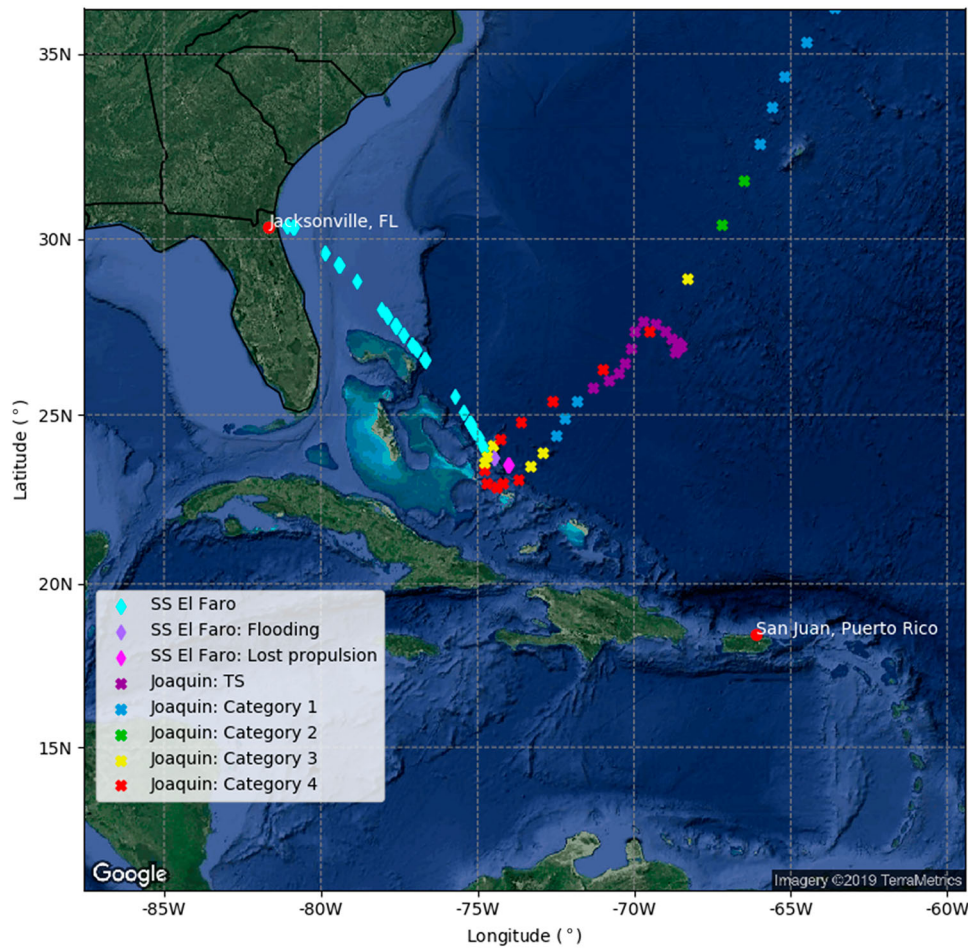 35N
Jacksonville, FL
30N
25N
Latitude (°)
20N
SS El Faro
SS El Faro: Flooding
San Juan, Puerto Rico
SS El Faro: Lost propulsion
Joaquin: TS
Joaquin: Category 1
Joaquin: Category 2
15N
Joaquin: Category 3
Joaquin: Category 4
Google
Imagery ©2019 TerraMetrics
-85W -80W -75W -70W -65W -60W
Longitude (°)